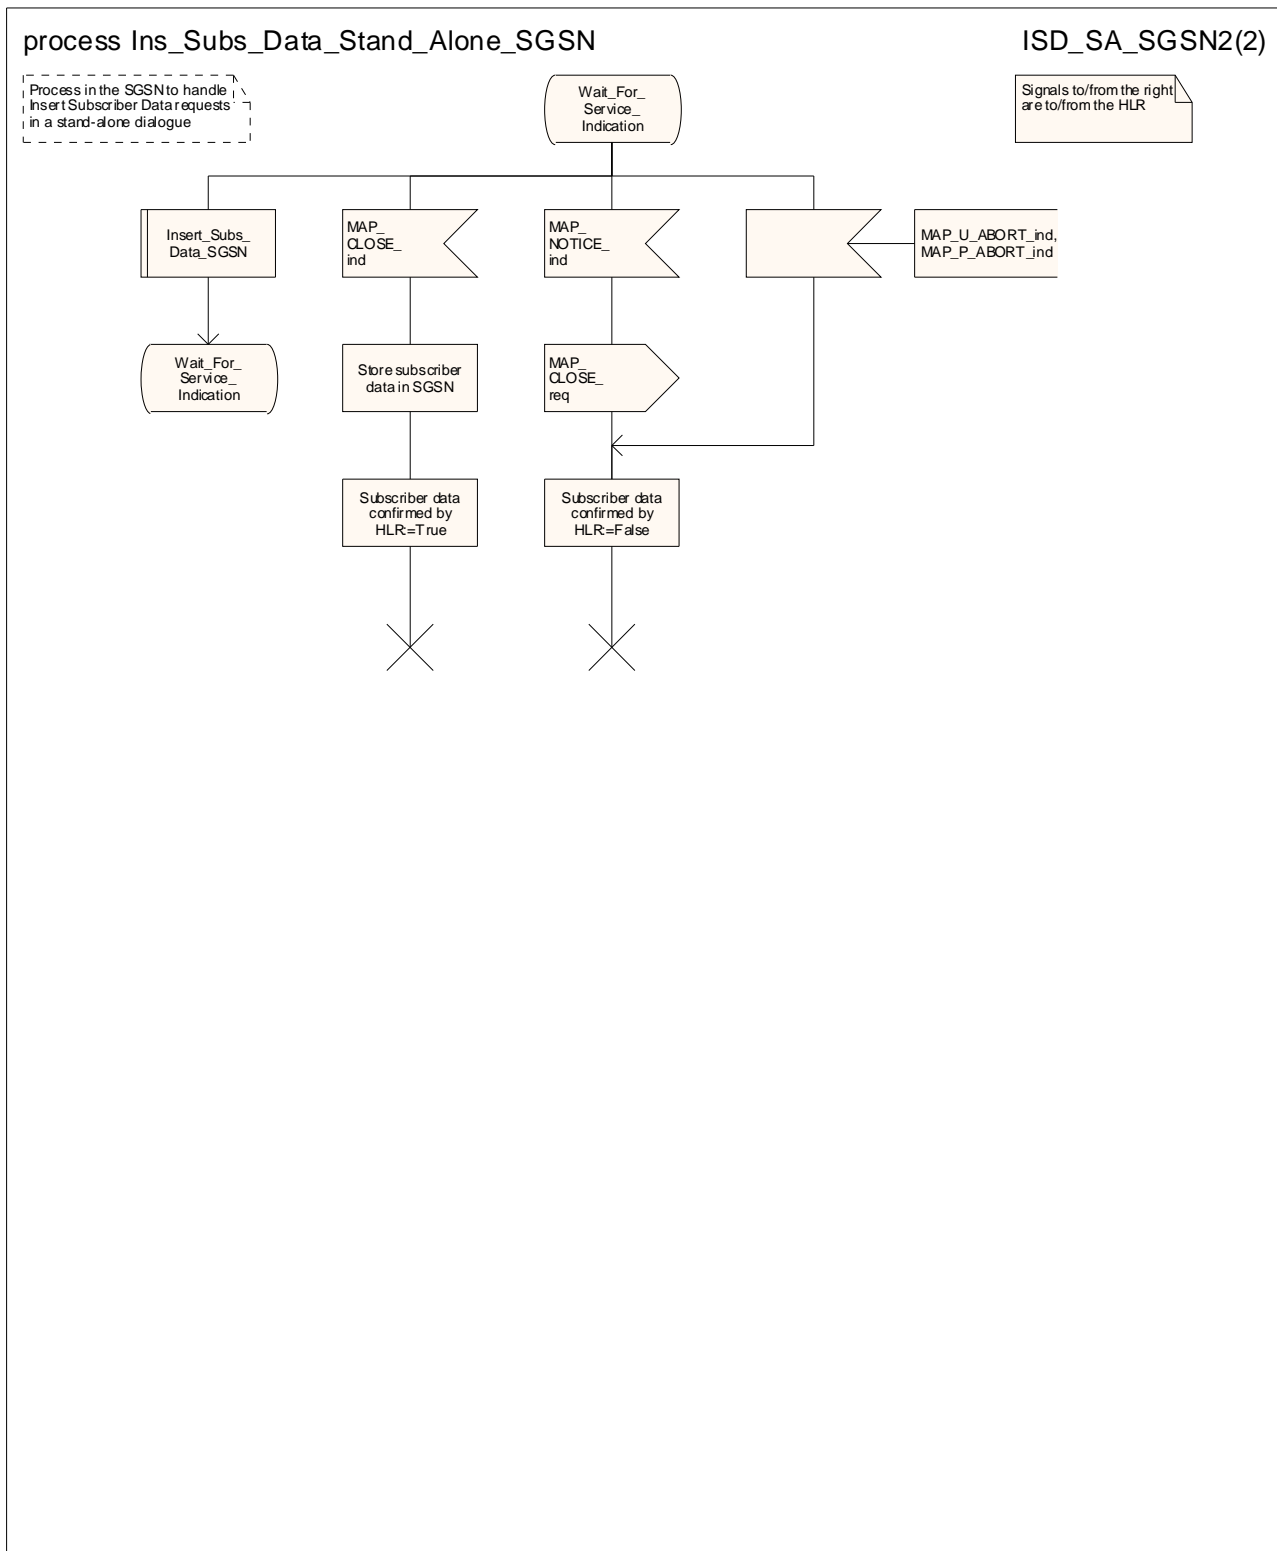 process Ins_Subs_Data_Stand_Alone_SGSN
ISD_SA_SGSN2(2)
Process in the SGSN to handle
Insert Subscriber Data requests
in a stand-alone dialogue
Wait_For_
Service_
Indication
Signals to/from the right
are to/from the HLR
Insert_Subs_
Data_SGSN
MAP_
CLOSE_
ind
MAP_
NOTICE_
ind
MAP_U_ABORT_ind,
MAP_P_ABORT_ind
Wait_For_
Service_
Indication
Store subscriber
data in SGSN
MAP_
CLOSE_
req
Subscriber data
confirmed by
HLR:=True
Subscriber data
confirmed by
HLR:=False